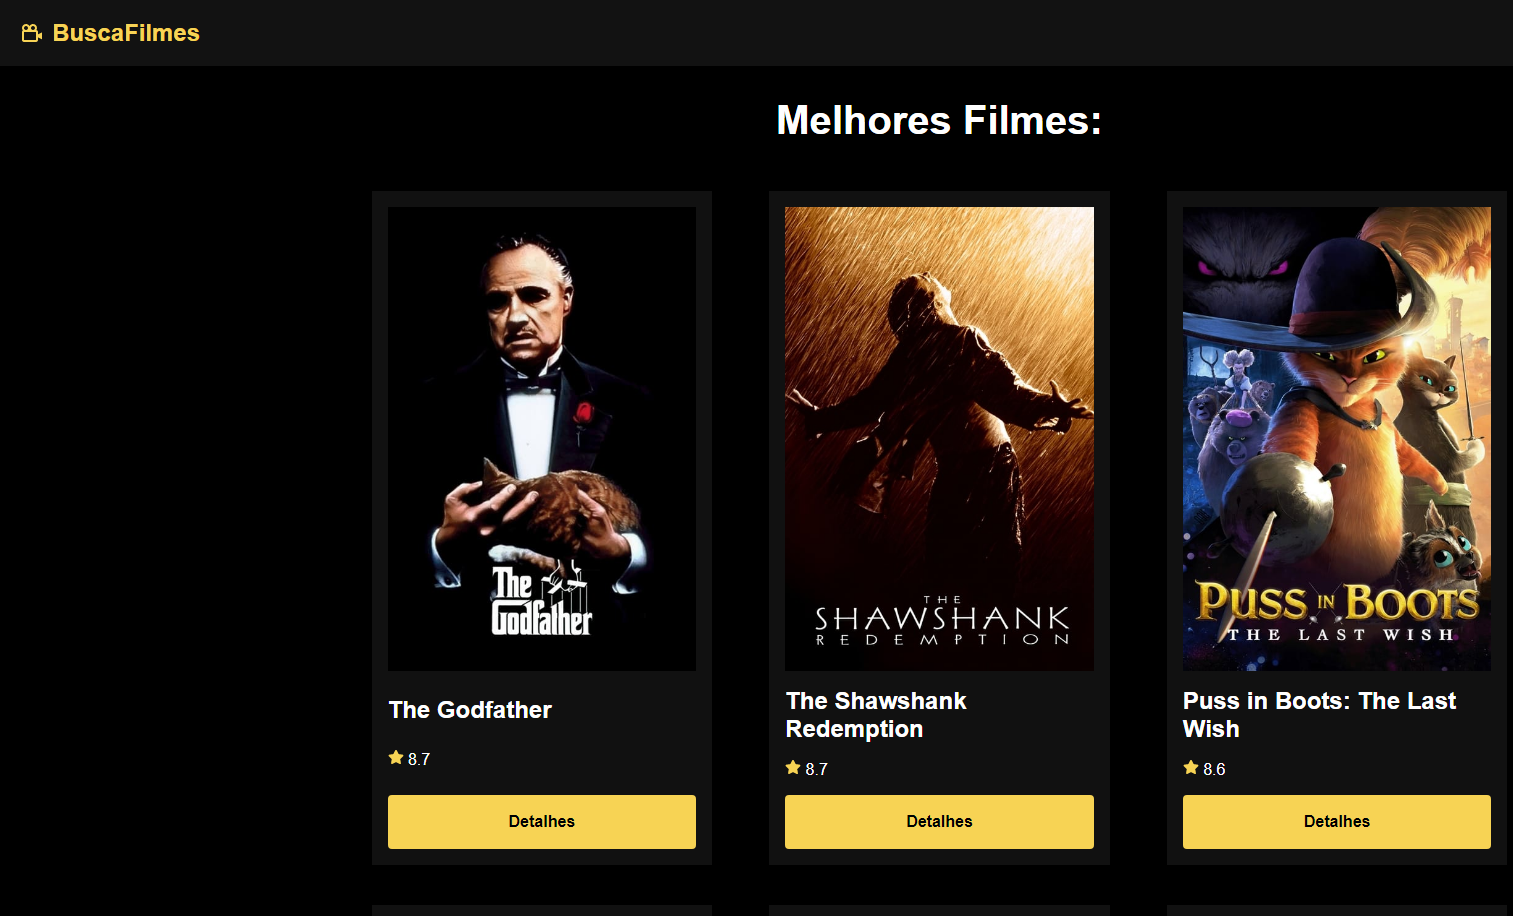 BuscaFilmes
Melhores Filmes:
The
Godfather
THE
SHAWSHANK
REDEMPTION
PUSS IN BOOTS
THE LAST WISH
The Godfather
8.7
Detalhes
The Shawshank
Redemption
8.7
Detalhes
Puss in Boots: The Last
Wish
8.6
Detalhes